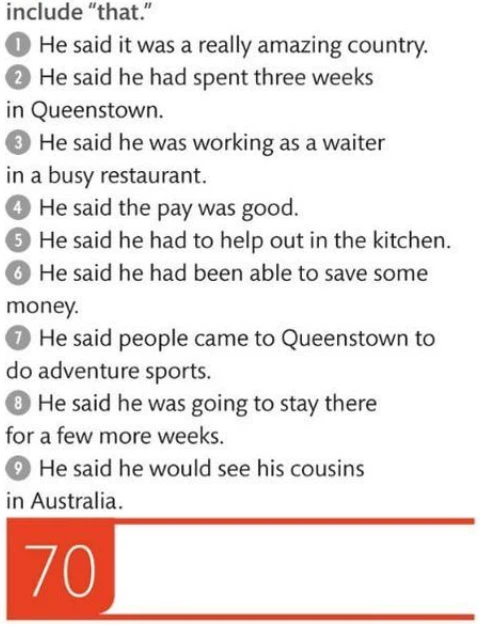 include “that.”
1 He said it was a really amazing country.
2 He said he had spent three weeks
in Queenstown.
3 He said he was working as a waiter
in a busy restaurant.
4 He said the pay was good.
5 He said he had to help out in the kitchen.
6 He said he had been able to save some
money.
7 He said people came to Queenstown to
do adventure sports.
8 He said he was going to stay there
for a few more weeks.
9 He said he would see his cousins
in Australia.
70